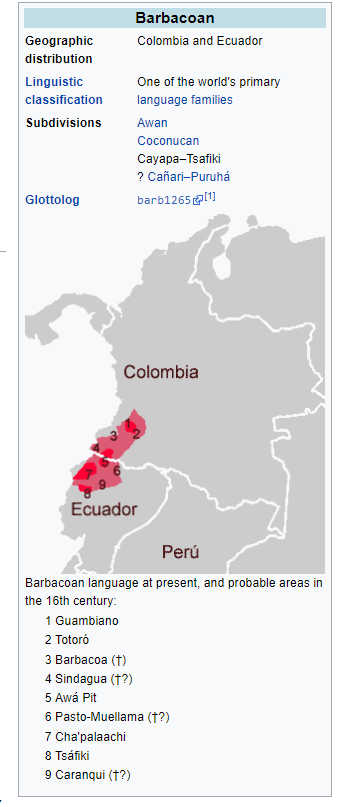 Barbacoan
Geographic distribution Colombia and Ecuador
Linguistic classification One of the world's primary language families
Subdivisions Awan
Coconucan
Cayapa–Tsafiki
? Cañari–Puruhá
Glottolog barb1265[1]
Colombia
1
2
3
4
5
6
7
9
8
Ecuador
Perú
Barbacoan language at present, and probable areas in
the 16th century:
1 Guambiano
2 Totoró
3 Barbacoa (†)
4 Sindagua (†?)
5 Awá Pit
6 Pasto-Muellama (†?)
7 Cha'palaachi
8 Tsáfiki
9 Caranqui (†?)